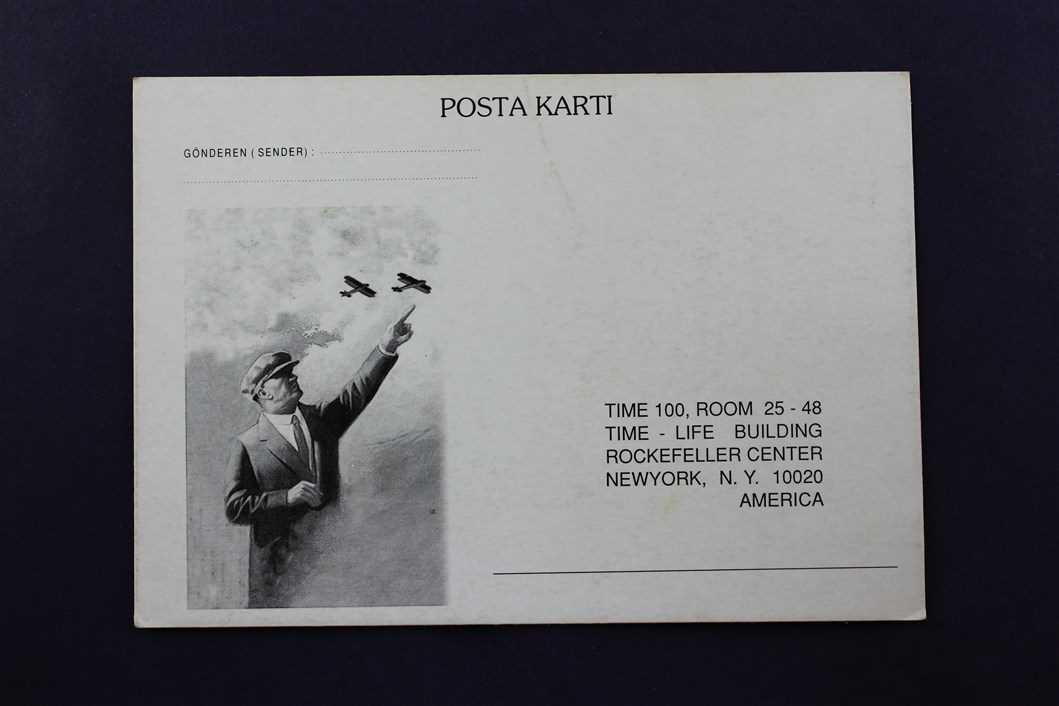 POSTA KARTI
GÖNDEREN ( SENDER) :
TIME 100, ROOM 25 - 48
TIME - LIFE BUILDING
ROCKEFELLER CENTER
NEWYORK, N. Y. 10020
AMERICA